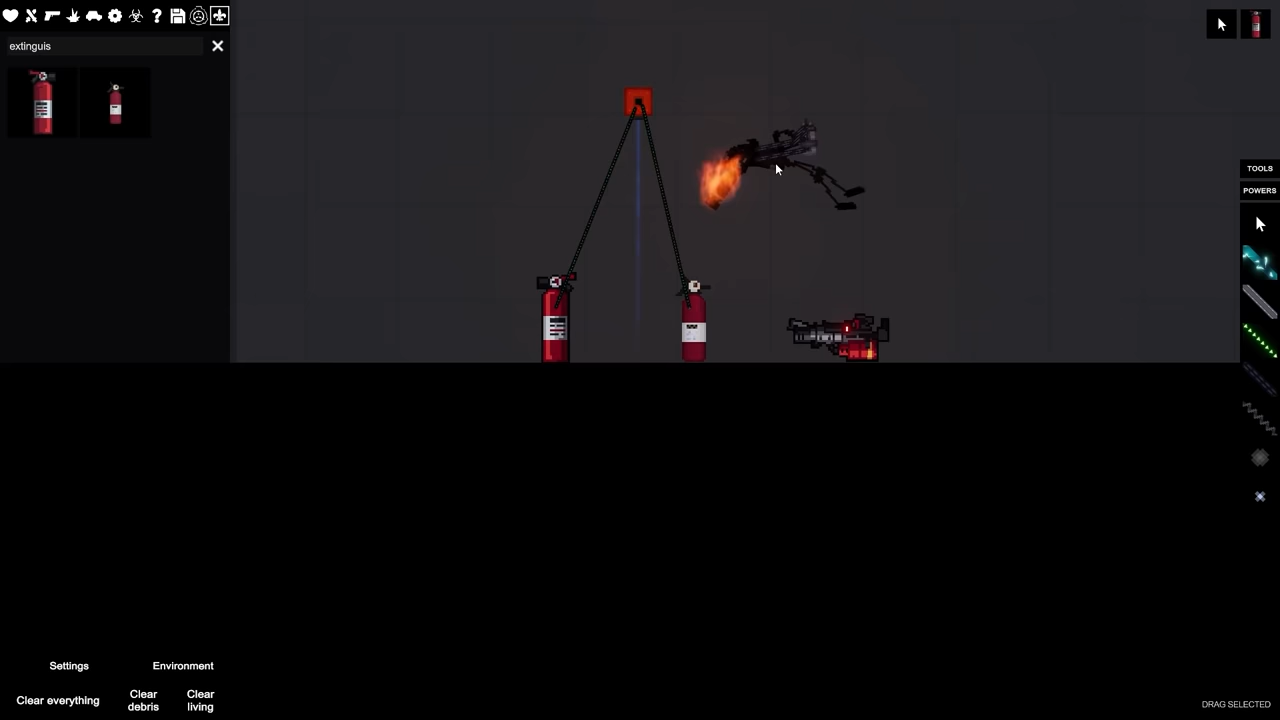 extinguis
TOOLS
POWERS
Settings
Environment
Clear everything
Clear
debris
Clear
living
DRAG SELECTED